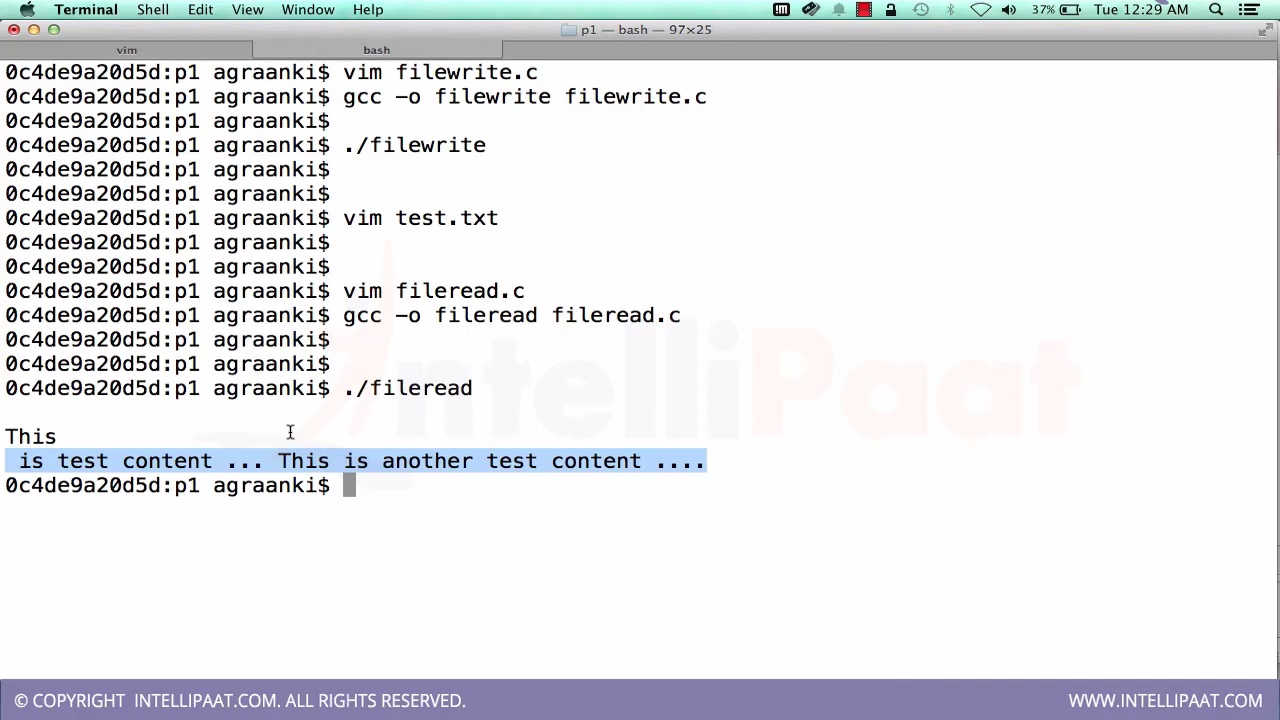 Terminal Shell Edit View Window Help 37% Tue 12:29 AM
p1 — bash — 97×25
vim bash
0c4de9a20d5d:p1 agraanki$ vim filewrite.c
0c4de9a20d5d:p1 agraanki$ gcc -o filewrite filewrite.c
0c4de9a20d5d:p1 agraanki$
0c4de9a20d5d:p1 agraanki$ ./filewrite
0c4de9a20d5d:p1 agraanki$
0c4de9a20d5d:p1 agraanki$
0c4de9a20d5d:p1 agraanki$ vim test.txt
0c4de9a20d5d:p1 agraanki$
0c4de9a20d5d:p1 agraanki$
0c4de9a20d5d:p1 agraanki$ vim fileread.c
0c4de9a20d5d:p1 agraanki$ gcc -o fileread fileread.c
0c4de9a20d5d:p1 agraanki$
0c4de9a20d5d:p1 agraanki$
0c4de9a20d5d:p1 agraanki$ ./fileread
IntelliPaat
This
is test content ... This is another test content ....
0c4de9a20d5d:p1 agraanki$
© COPYRIGHT INTELLIPAAT.COM. ALL RIGHTS RESERVED. WWW.INTELLIPAAT.COM